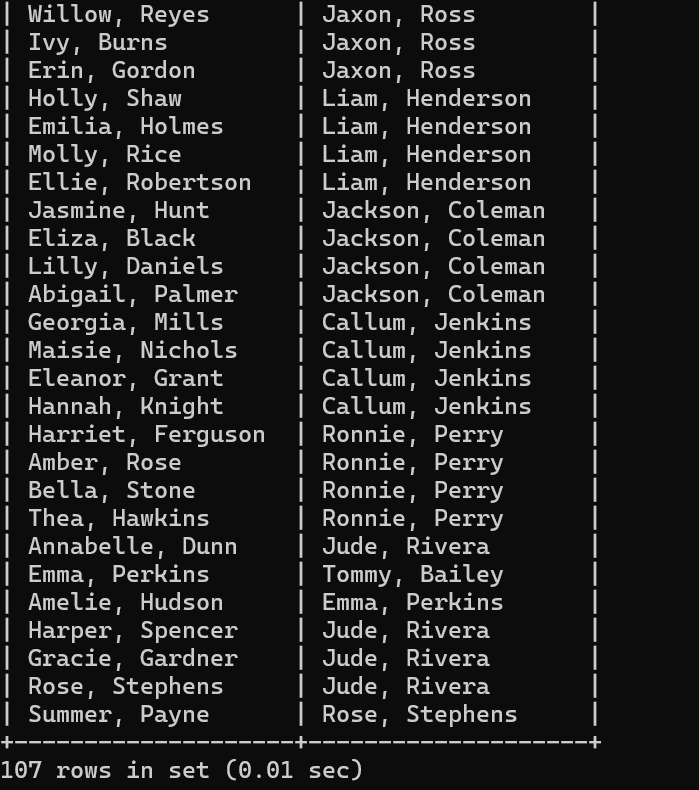 | Willow, Reyes       | Jaxon, Ross         |
| Ivy, Burns          | Jaxon, Ross         |
| Erin, Gordon        | Jaxon, Ross         |
| Holly, Shaw         | Liam, Henderson     |
| Emilia, Holmes      | Liam, Henderson     |
| Molly, Rice         | Liam, Henderson     |
| Ellie, Robertson    | Liam, Henderson     |
| Jasmine, Hunt       | Jackson, Coleman    |
| Eliza, Black        | Jackson, Coleman    |
| Lilly, Daniels      | Jackson, Coleman    |
| Abigail, Palmer     | Jackson, Coleman    |
| Georgia, Mills      | Callum, Jenkins     |
| Maisie, Nichols     | Callum, Jenkins     |
| Eleanor, Grant      | Callum, Jenkins     |
| Hannah, Knight      | Callum, Jenkins     |
| Harriet, Ferguson   | Ronnie, Perry       |
| Amber, Rose         | Ronnie, Perry       |
| Bella, Stone        | Ronnie, Perry       |
| Thea, Hawkins       | Ronnie, Perry       |
| Annabelle, Dunn     | Jude, Rivera        |
| Emma, Perkins       | Tommy, Bailey       |
| Amelie, Hudson      | Emma, Perkins       |
| Harper, Spencer     | Jude, Rivera        |
| Gracie, Gardner     | Jude, Rivera        |
| Rose, Stephens      | Jude, Rivera        |
| Summer, Payne       | Rose, Stephens      |
+---------------------+---------------------+
107 rows in set (0.01 sec)